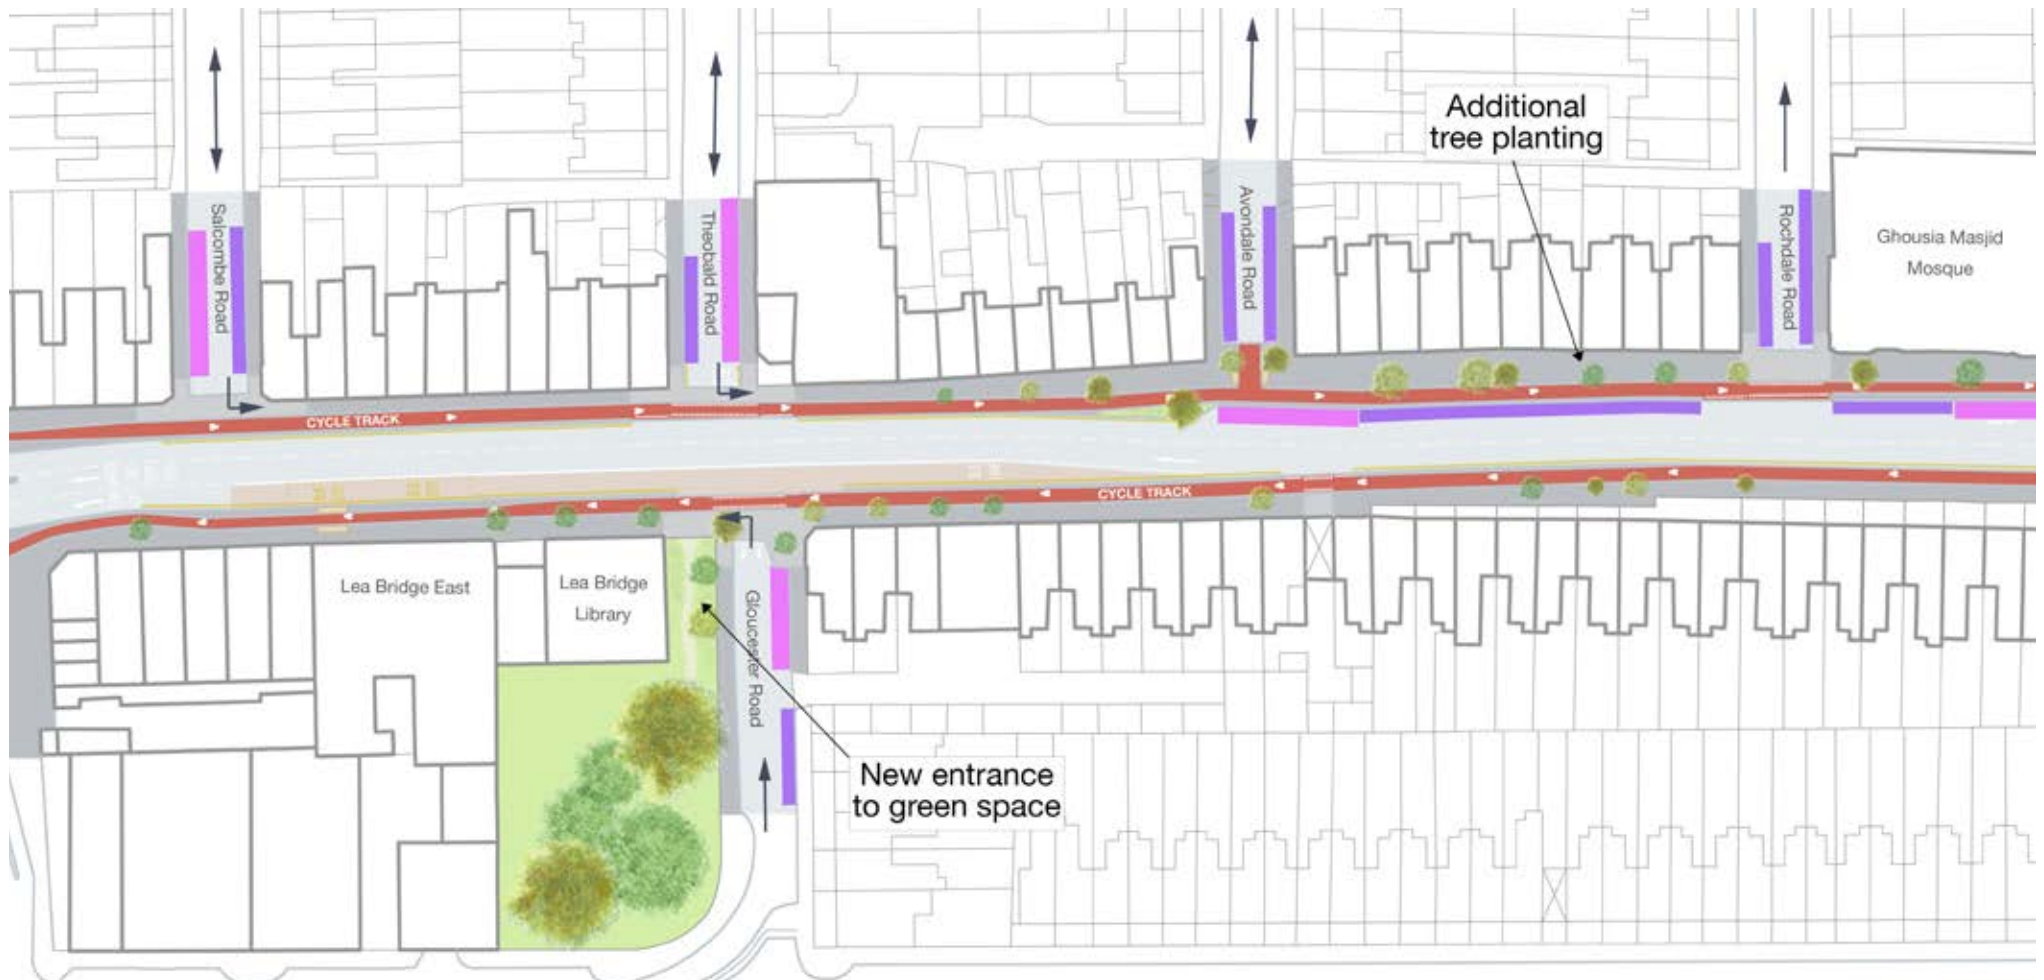 Additional
tree planting
Salcombe Road
Theobald Road
Avondale Road
Rochdale Road
Ghousia Masjid
Mosque
CYCLE TRACK
CYCLE TRACK
Lea Bridge East
Lea Bridge
Library
Gloucester Road
New entrance
to green space